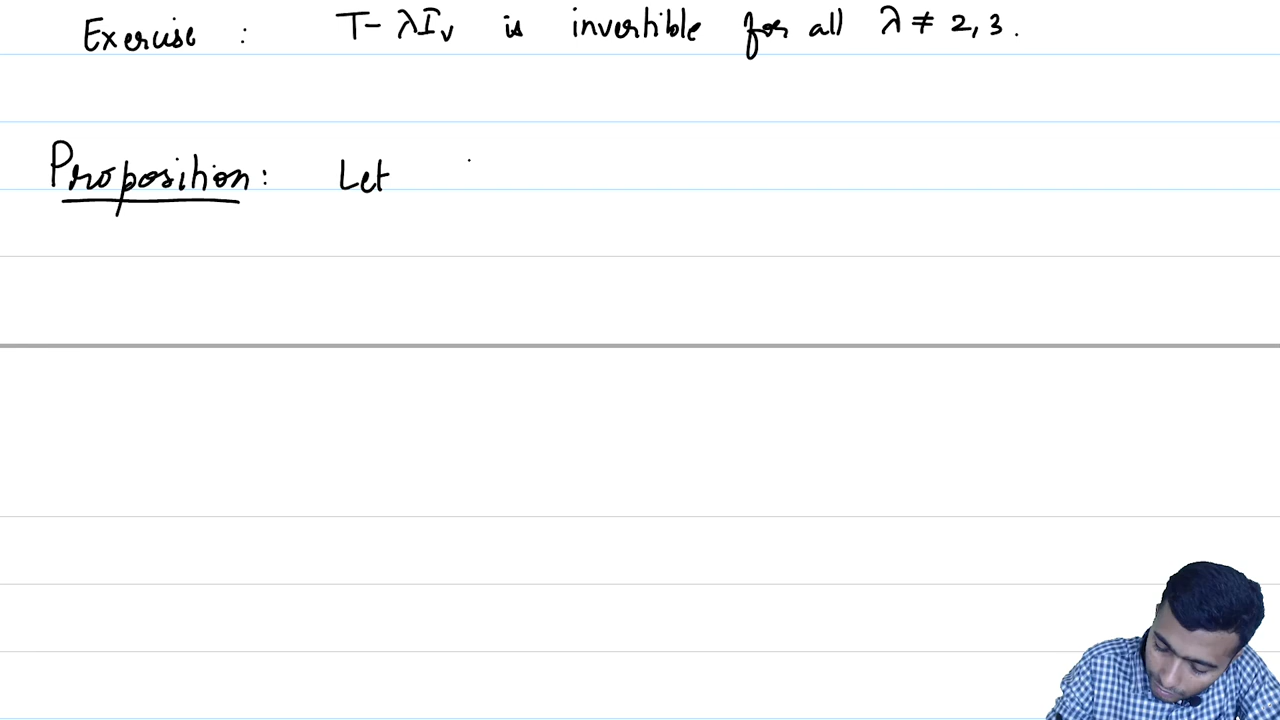 Exercise : T - λI_V is invertible for all λ ≠ 2, 3.
Proposition : Let